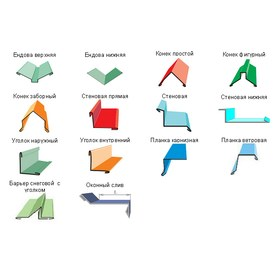 Ендова верхняя
Ендова нижняя
Конек простой
Конек фигурный
Конек заборный
Стеновая прямая
Стеновая
Стеновая нижняя
Уголок наружный
Уголок внутренний
Планка карнизная
Планка ветровая
Барьер снеговой с
уголком
Оконный слив